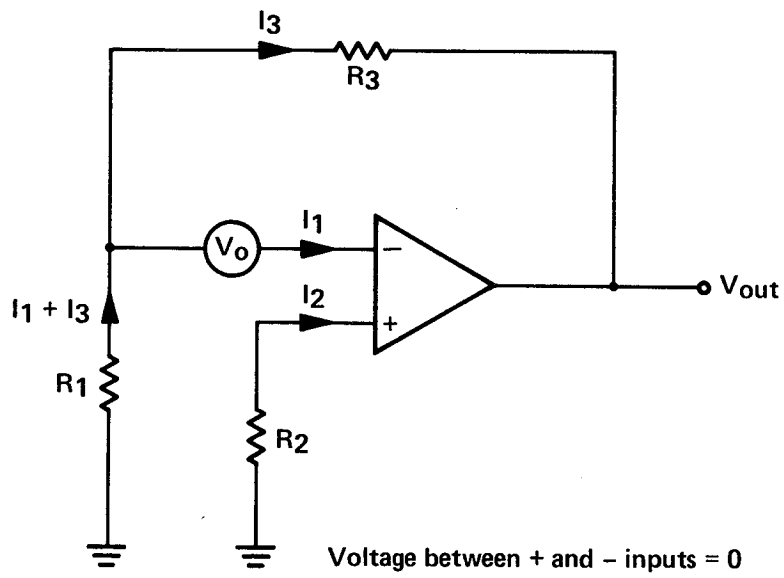 I3
R3
Vo
I1
I2
I1 + I3
R1
R2
−
+
Vout
Voltage between + and − inputs = 0